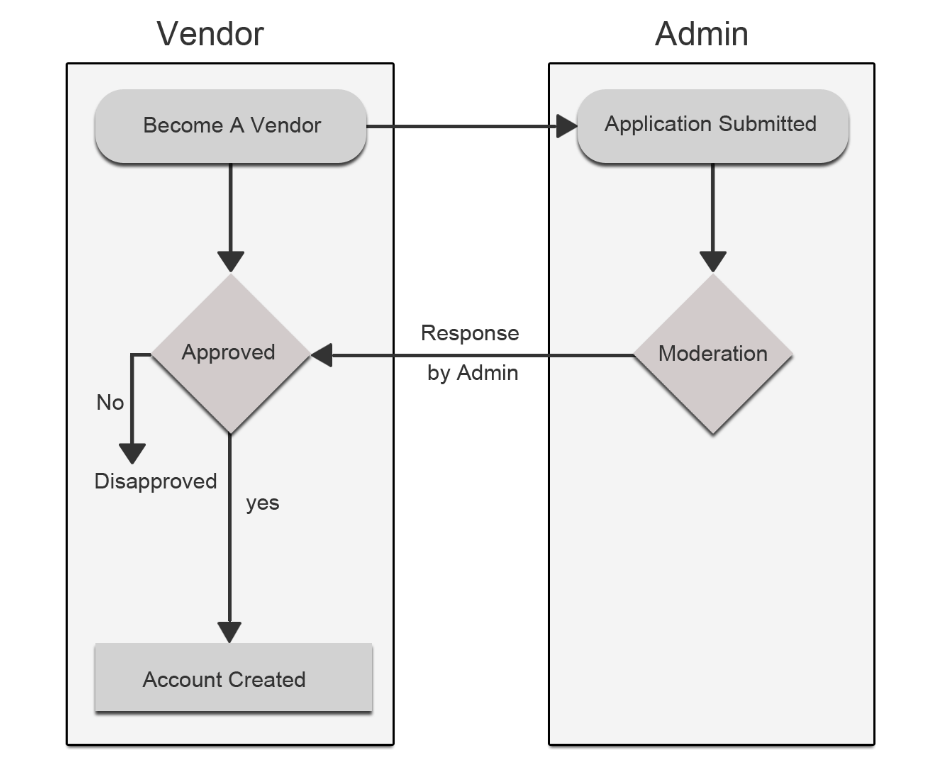 Vendor
Admin
Become A Vendor
Application Submitted
Approved
Response
by Admin
Moderation
No
Disapproved
yes
Account Created